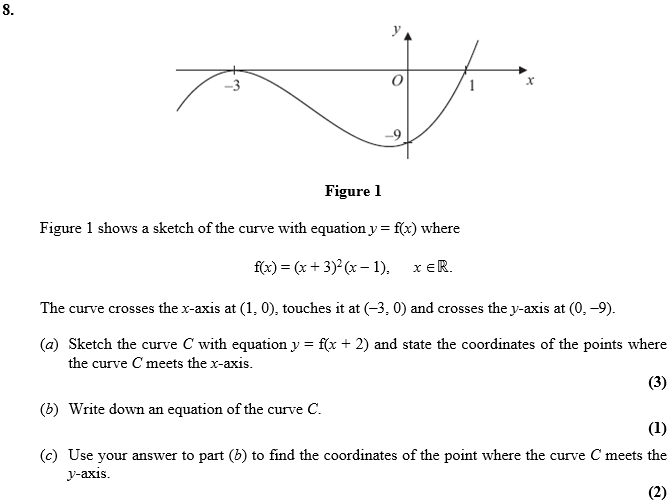 8.
y
O
–3
1
x
–9
Figure 1
Figure 1 shows a sketch of the curve with equation y = f(x) where
f(x) = (x + 3)²(x – 1), x ∈ ℝ.
The curve crosses the x-axis at (1, 0), touches it at (–3, 0) and crosses the y-axis at (0, –9).
(a) Sketch the curve C with equation y = f(x + 2) and state the coordinates of the points where
the curve C meets the x-axis.
(3)
(b) Write down an equation of the curve C.
(1)
(c) Use your answer to part (b) to find the coordinates of the point where the curve C meets the
y-axis.
(2)